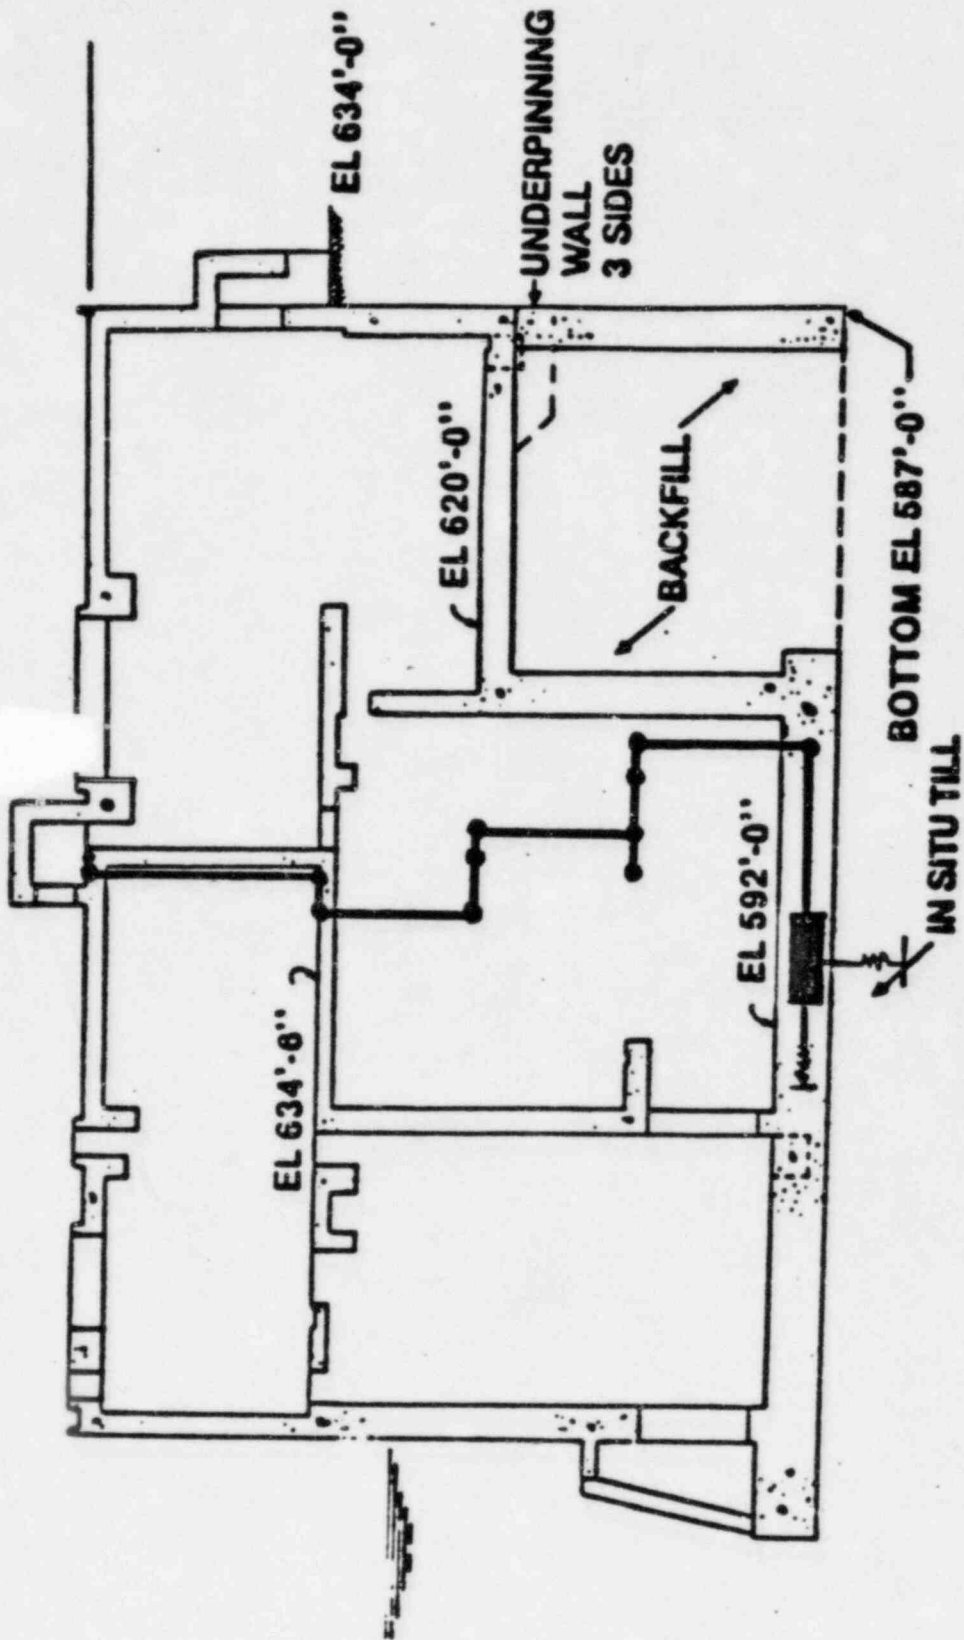 EL 634'-0"
UNDERPINNING
WALL
3 SIDES
EL 620'-0"
BACKFILL
EL 634'-6"
EL 592'-0"
BOTTOM EL 587'-0"
IN SITU TILL